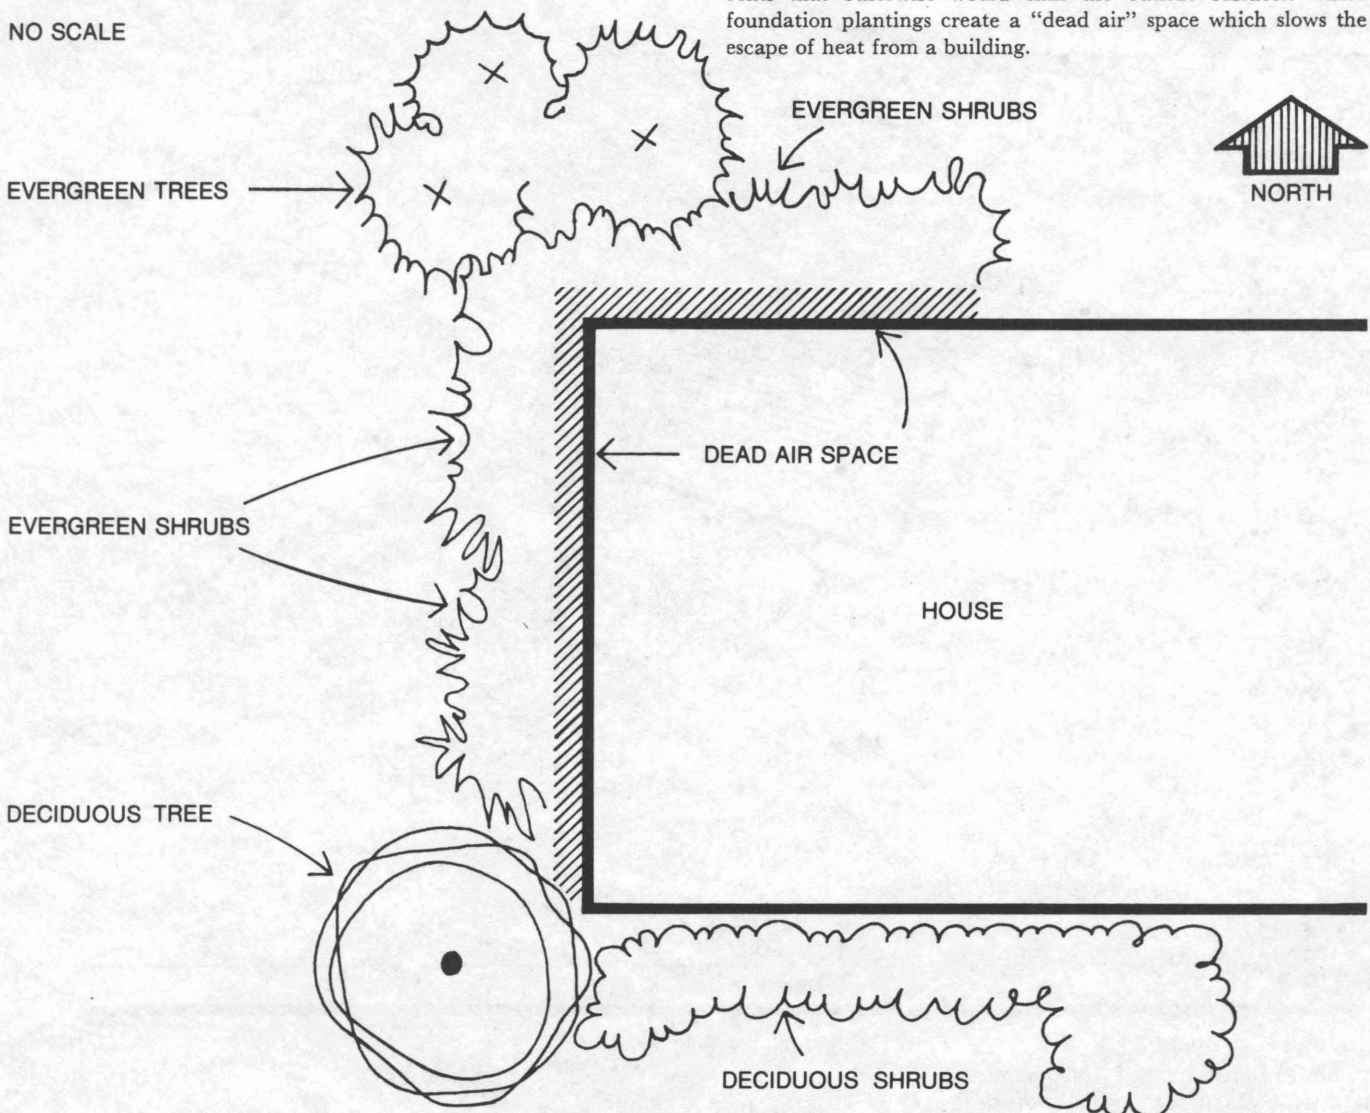 NO SCALE
foundation plantings create a “dead air” space which slows the
escape of heat from a building.
EVERGREEN SHRUBS
NORTH
EVERGREEN TREES
DEAD AIR SPACE
EVERGREEN SHRUBS
HOUSE
DECIDUOUS TREE
DECIDUOUS SHRUBS